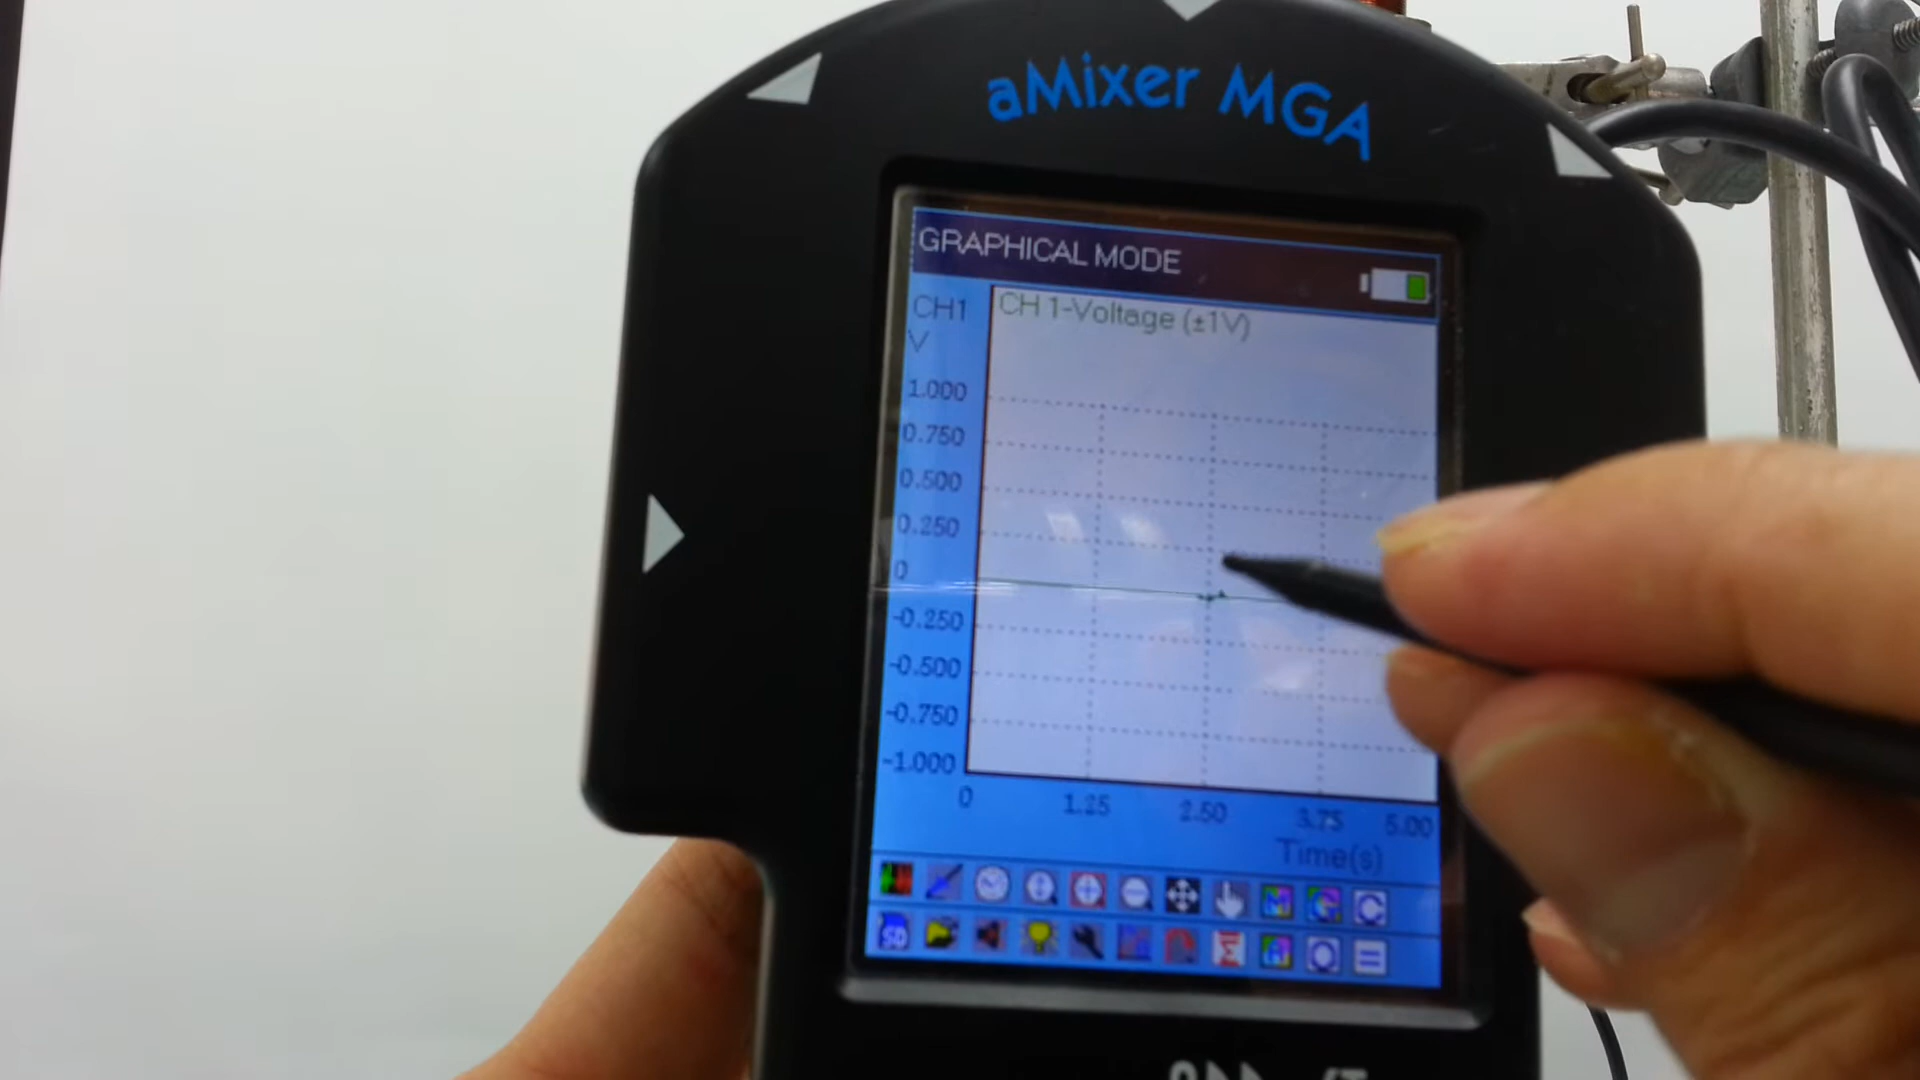 aMixer MGA
GRAPHICAL MODE
CH1
V
CH 1-Voltage (±1V)
1.000
0.750
0.500
0.250
0
-0.250
-0.500
-0.750
-1.000
0 1.25 2.50 3.75 5.00
Time(s)
SD